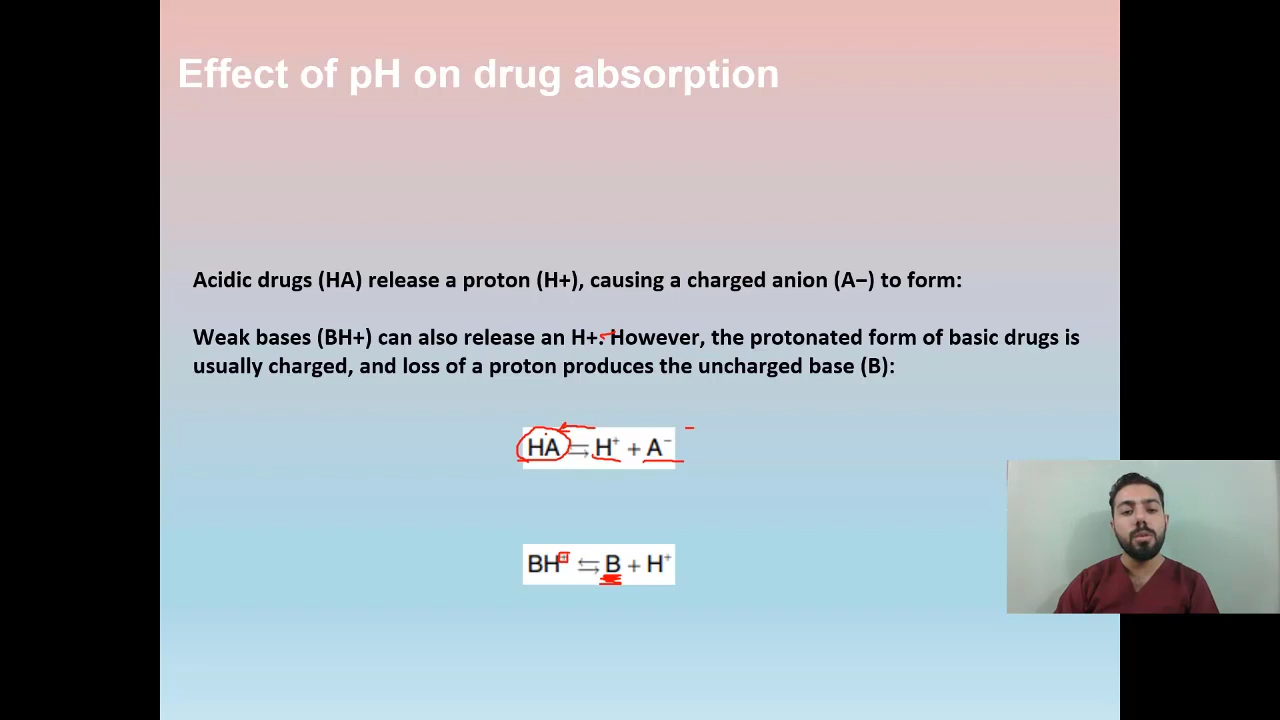 Effect of pH on drug absorption
Acidic drugs (HA) release a proton (H+), causing a charged anion (A−) to form:
Weak bases (BH+) can also release an H+. However, the protonated form of basic drugs is
usually charged, and loss of a proton produces the uncharged base (B):
HA ⇆ H⁺ + A⁻
BH⁺ ⇆ B + H⁺